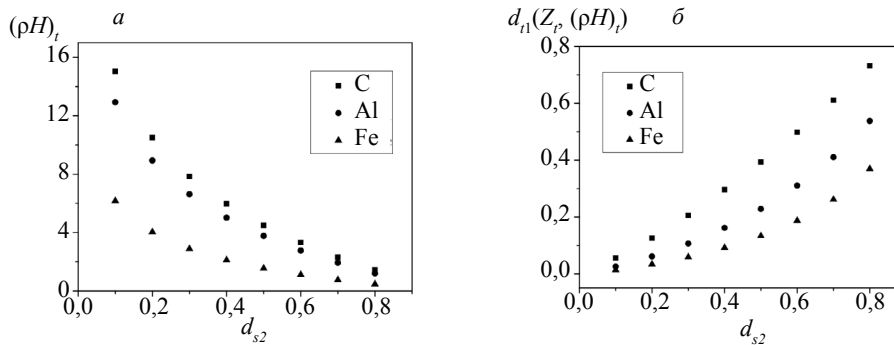 (ρH)t а
16
12
8
4
0
C
Al
Fe
0,0 0,2 0,4 0,6 0,8
ds2
dt1(Zt, (ρH)t) б
0,8
0,6
0,4
0,2
0,0
C
Al
Fe
0,0 0,2 0,4 0,6 0,8
ds2